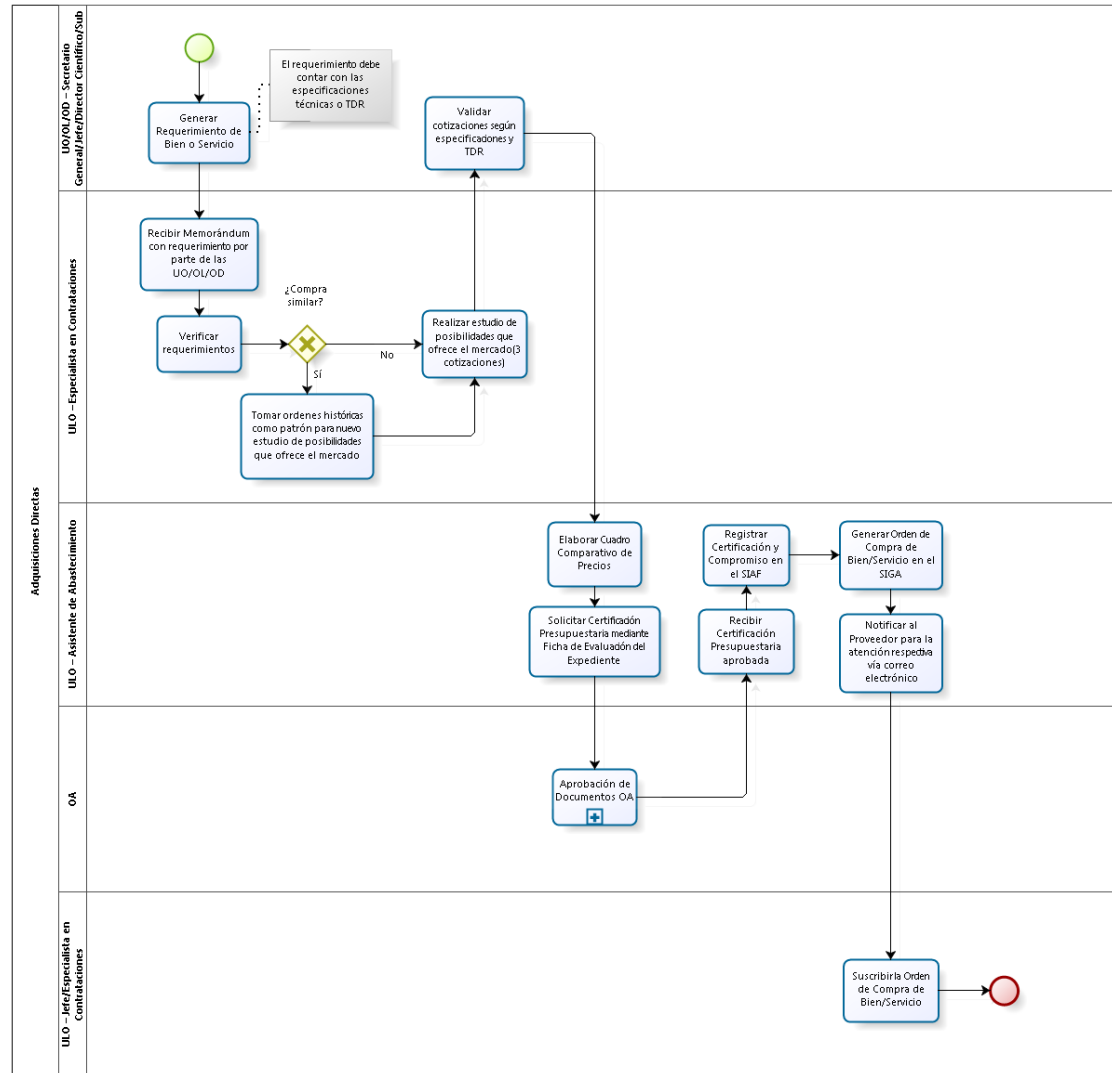 Adquisiciones Directas
UO/OL/OD – Secretario
General/Jefe/Director Científico/Sub
Generar
Requerimiento de
Bien o Servicio
El requerimiento debe
contar con las
especificaciones
técnicas o TDR
Validar
cotizaciones según
especificaciones y
TDR
ULO – Especialista en Contrataciones
Recibir Memorándum
con requerimiento por
parte de las
UO/OL/OD
Verificar
requerimientos
¿Compra
similar?
No
Sí
Realizar estudio de
posibilidades que
ofrece el mercado(3
cotizaciones)
Tomar ordenes históricas
como patrón para nuevo
estudio de posibilidades
que ofrece el mercado
ULO – Asistente de Abastecimiento
Elaborar Cuadro
Comparativo de
Precios
Solicitar Certificación
Presupuestaria mediante
Ficha de Evaluación del
Expediente
Registrar
Certificación y
Compromiso en
el SIAF
Recibir
Certificación
Presupuestaria
aprobada
Generar Orden de
Compra de
Bien/Servicio en el
SIGA
Notificar al
Proveedor para la
atención respectiva
vía correo
electrónico
OA
Aprobación de
Documentos OA
ULO – Jefe/Especialista en
Contrataciones
Suscribir la Orden
de Compra de
Bien/Servicio